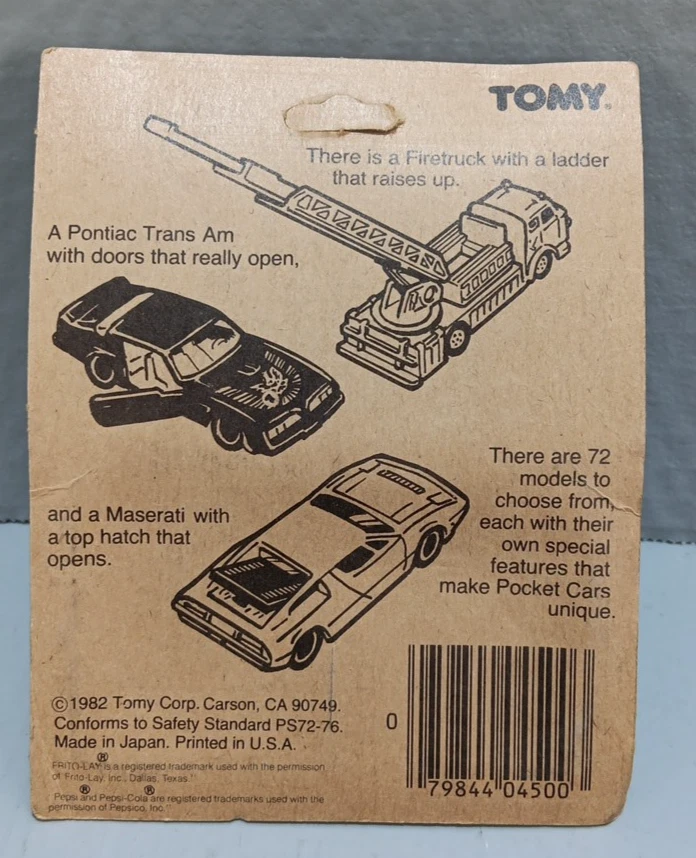 TOMY®
There is a Firetruck with a ladder
that raises up.
A Pontiac Trans Am
with doors that really open,
There are 72
models to
choose from,
each with their
own special
features that
make Pocket Cars
unique.
and a Maserati with
a top hatch that
opens.
©1982 Tomy Corp. Carson, CA 90749.
Conforms to Safety Standard PS72-76.
Made in Japan. Printed in U.S.A.
FRITO-LAY® is a registered trademark used with the permission
of Frito-Lay, Inc., Dallas, Texas.
Pepsi® and Pepsi-Cola® are registered trademarks used with the
permission of Pepsico, Inc.
0 79844 04500